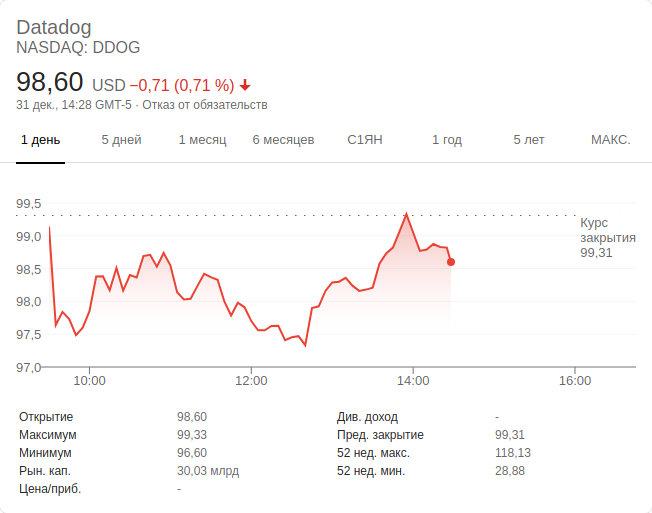 Datadog
NASDAQ: DDOG
98,60 USD −0,71 (0,71 %)
31 дек., 14:28 GMT-5 · Отказ от обязательств
1 день 5 дней 1 месяц 6 месяцев С1ЯН 1 год 5 лет МАКС.
99,5
99,0
98,5
98,0
97,5
97,0
Курс
закрытия
99,31
10:00 12:00 14:00 16:00
Открытие 98,60 Див. доход -
Максимум 99,33 Пред. закрытие 99,31
Минимум 96,60 52 нед. макс. 118,13
Рын. кап. 30,03 млрд 52 нед. мин. 28,88
Цена/приб. -